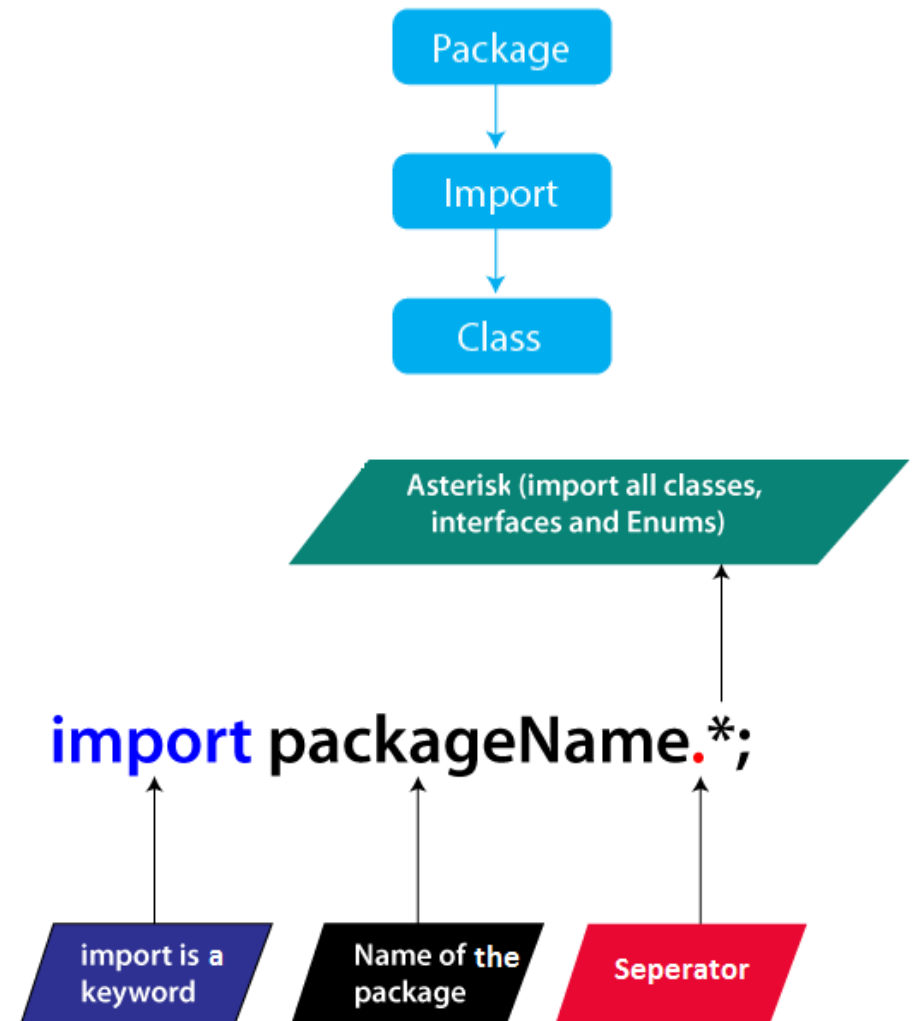 Package
Import
Class
Asterisk (import all classes,
interfaces and Enums)
import packageName.*;
import is a
keyword
Name of the
package
Seperator